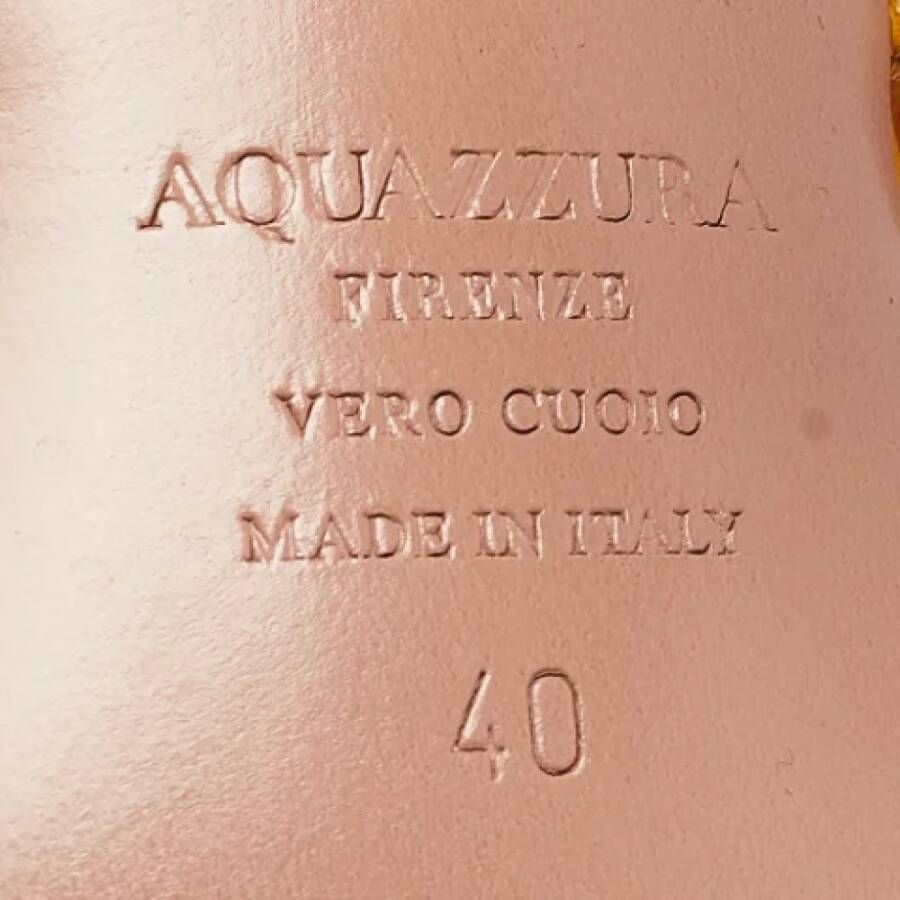 AQUAZZURA
FIRENZE
VERO CUOIO
MADE IN ITALY
40